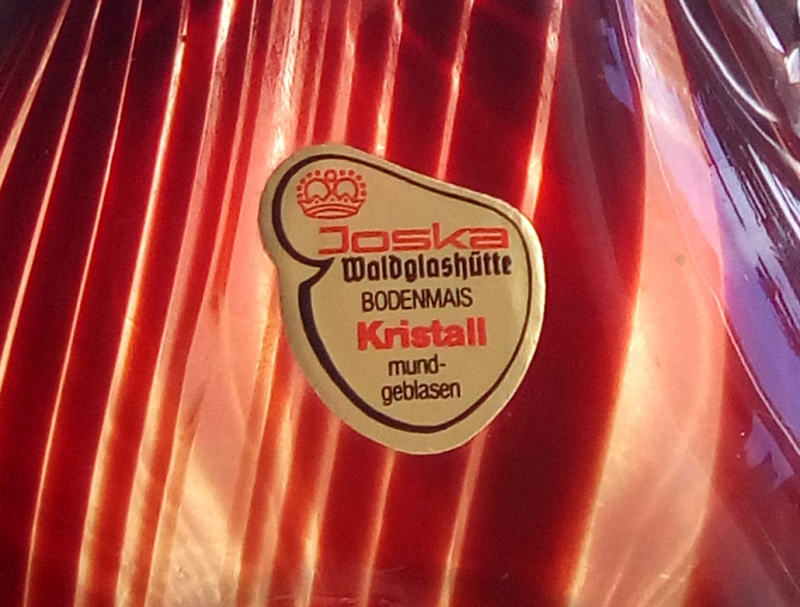 Joska
Waldglashütte
BODENMAIS
Kristall
mund-
geblasen